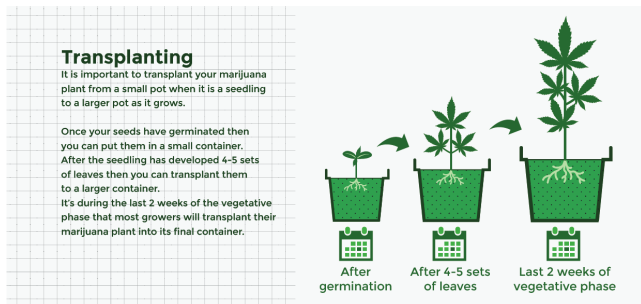 Transplanting
It is important to transplant your marijuana
plant from a small pot when it is a seedling
to a larger pot as it grows.
Once your seeds have germinated then
you can put them in a small container.
After the seedling has developed 4-5 sets
of leaves then you can transplant them
to a larger container.
It's during the last 2 weeks of the vegetative
phase that most growers will transplant their
marijuana plant into its final container.
After
germination
After 4-5 sets
of leaves
Last 2 weeks of
vegetative phase